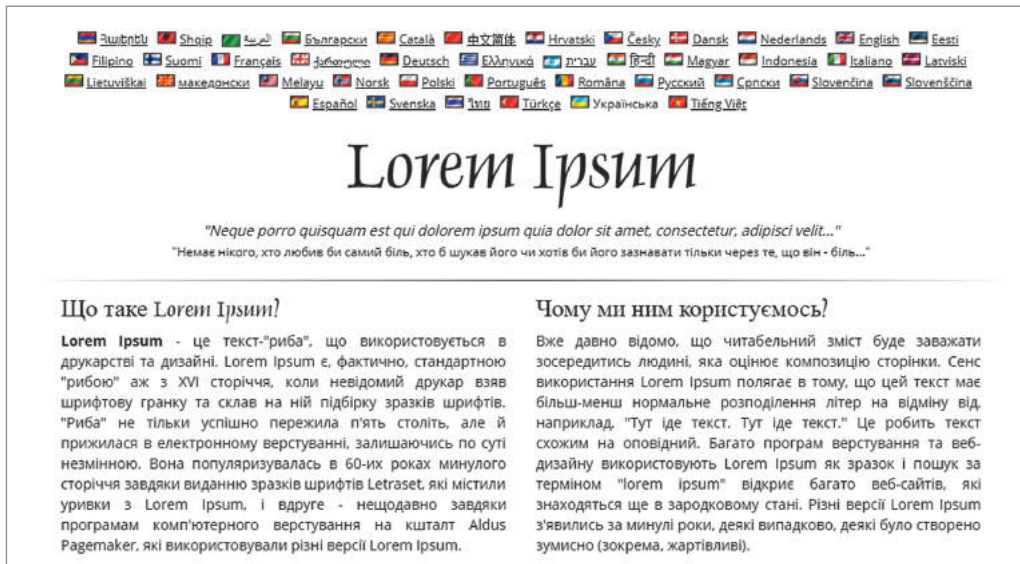 Հայերեն Shqip العربية Български Català 中文简体 Hrvatski Česky Dansk Nederlands English Eesti
Filipino Suomi Français ქართული Deutsch Ελληνικά עברית हिन्दी Magyar Indonesia Italiano Latviski
Lietuviškai македонски Melayu Norsk Polski Português Româna Pyccкий Српски Slovenčina Slovenščina
Español Svenska ไทย Türkçe Українська Tiếng Việt
Lorem Ipsum
"Neque porro quisquam est qui dolorem ipsum quia dolor sit amet, consectetur, adipisci velit..."
"Немає нікого, хто любив би самий біль, хто б шукав його чи хотів би його зазнавати тільки через те, що він - біль..."
Що таке Lorem Ipsum?
Lorem Ipsum - це текст-"риба", що використовується в
друкарстві та дизайні. Lorem Ipsum є, фактично, стандартною
"рибою" аж з XVI сторіччя, коли невідомий друкар взяв
шрифтову гранку та склав на ній підбірку зразків шрифтів.
"Риба" не тільки успішно пережила п'ять століть, але й
прижилася в електронному верстуванні, залишаючись по суті
незмінною. Вона популяризувалась в 60-их роках минулого
сторіччя завдяки виданню зразків шрифтів Letraset, які містили
уривки з Lorem Ipsum, і вдруге - нещодавно завдяки
програмам комп'ютерного верстування на кшталт Aldus
Pagemaker, які використовували різні версії Lorem Ipsum.
Чому ми ним користуємось?
Вже давно відомо, що читабельний зміст буде заважати
зосередитись людині, яка оцінює композицію сторінки. Сенс
використання Lorem Ipsum полягає в тому, що цей текст має
більш-менш нормальне розподілення літер на відміну від,
наприклад, "Тут іде текст. Тут іде текст." Це робить текст
схожим на оповідний. Багато програм верстування та веб-
дизайну використовують Lorem Ipsum як зразок і пошук за
терміном "lorem ipsum" відкриє багато веб-сайтів, які
знаходяться ще в зародковому стані. Різні версії Lorem Ipsum
з'явились за минулі роки, деякі випадково, деякі було створено
зумисно (зокрема, жартівливі).